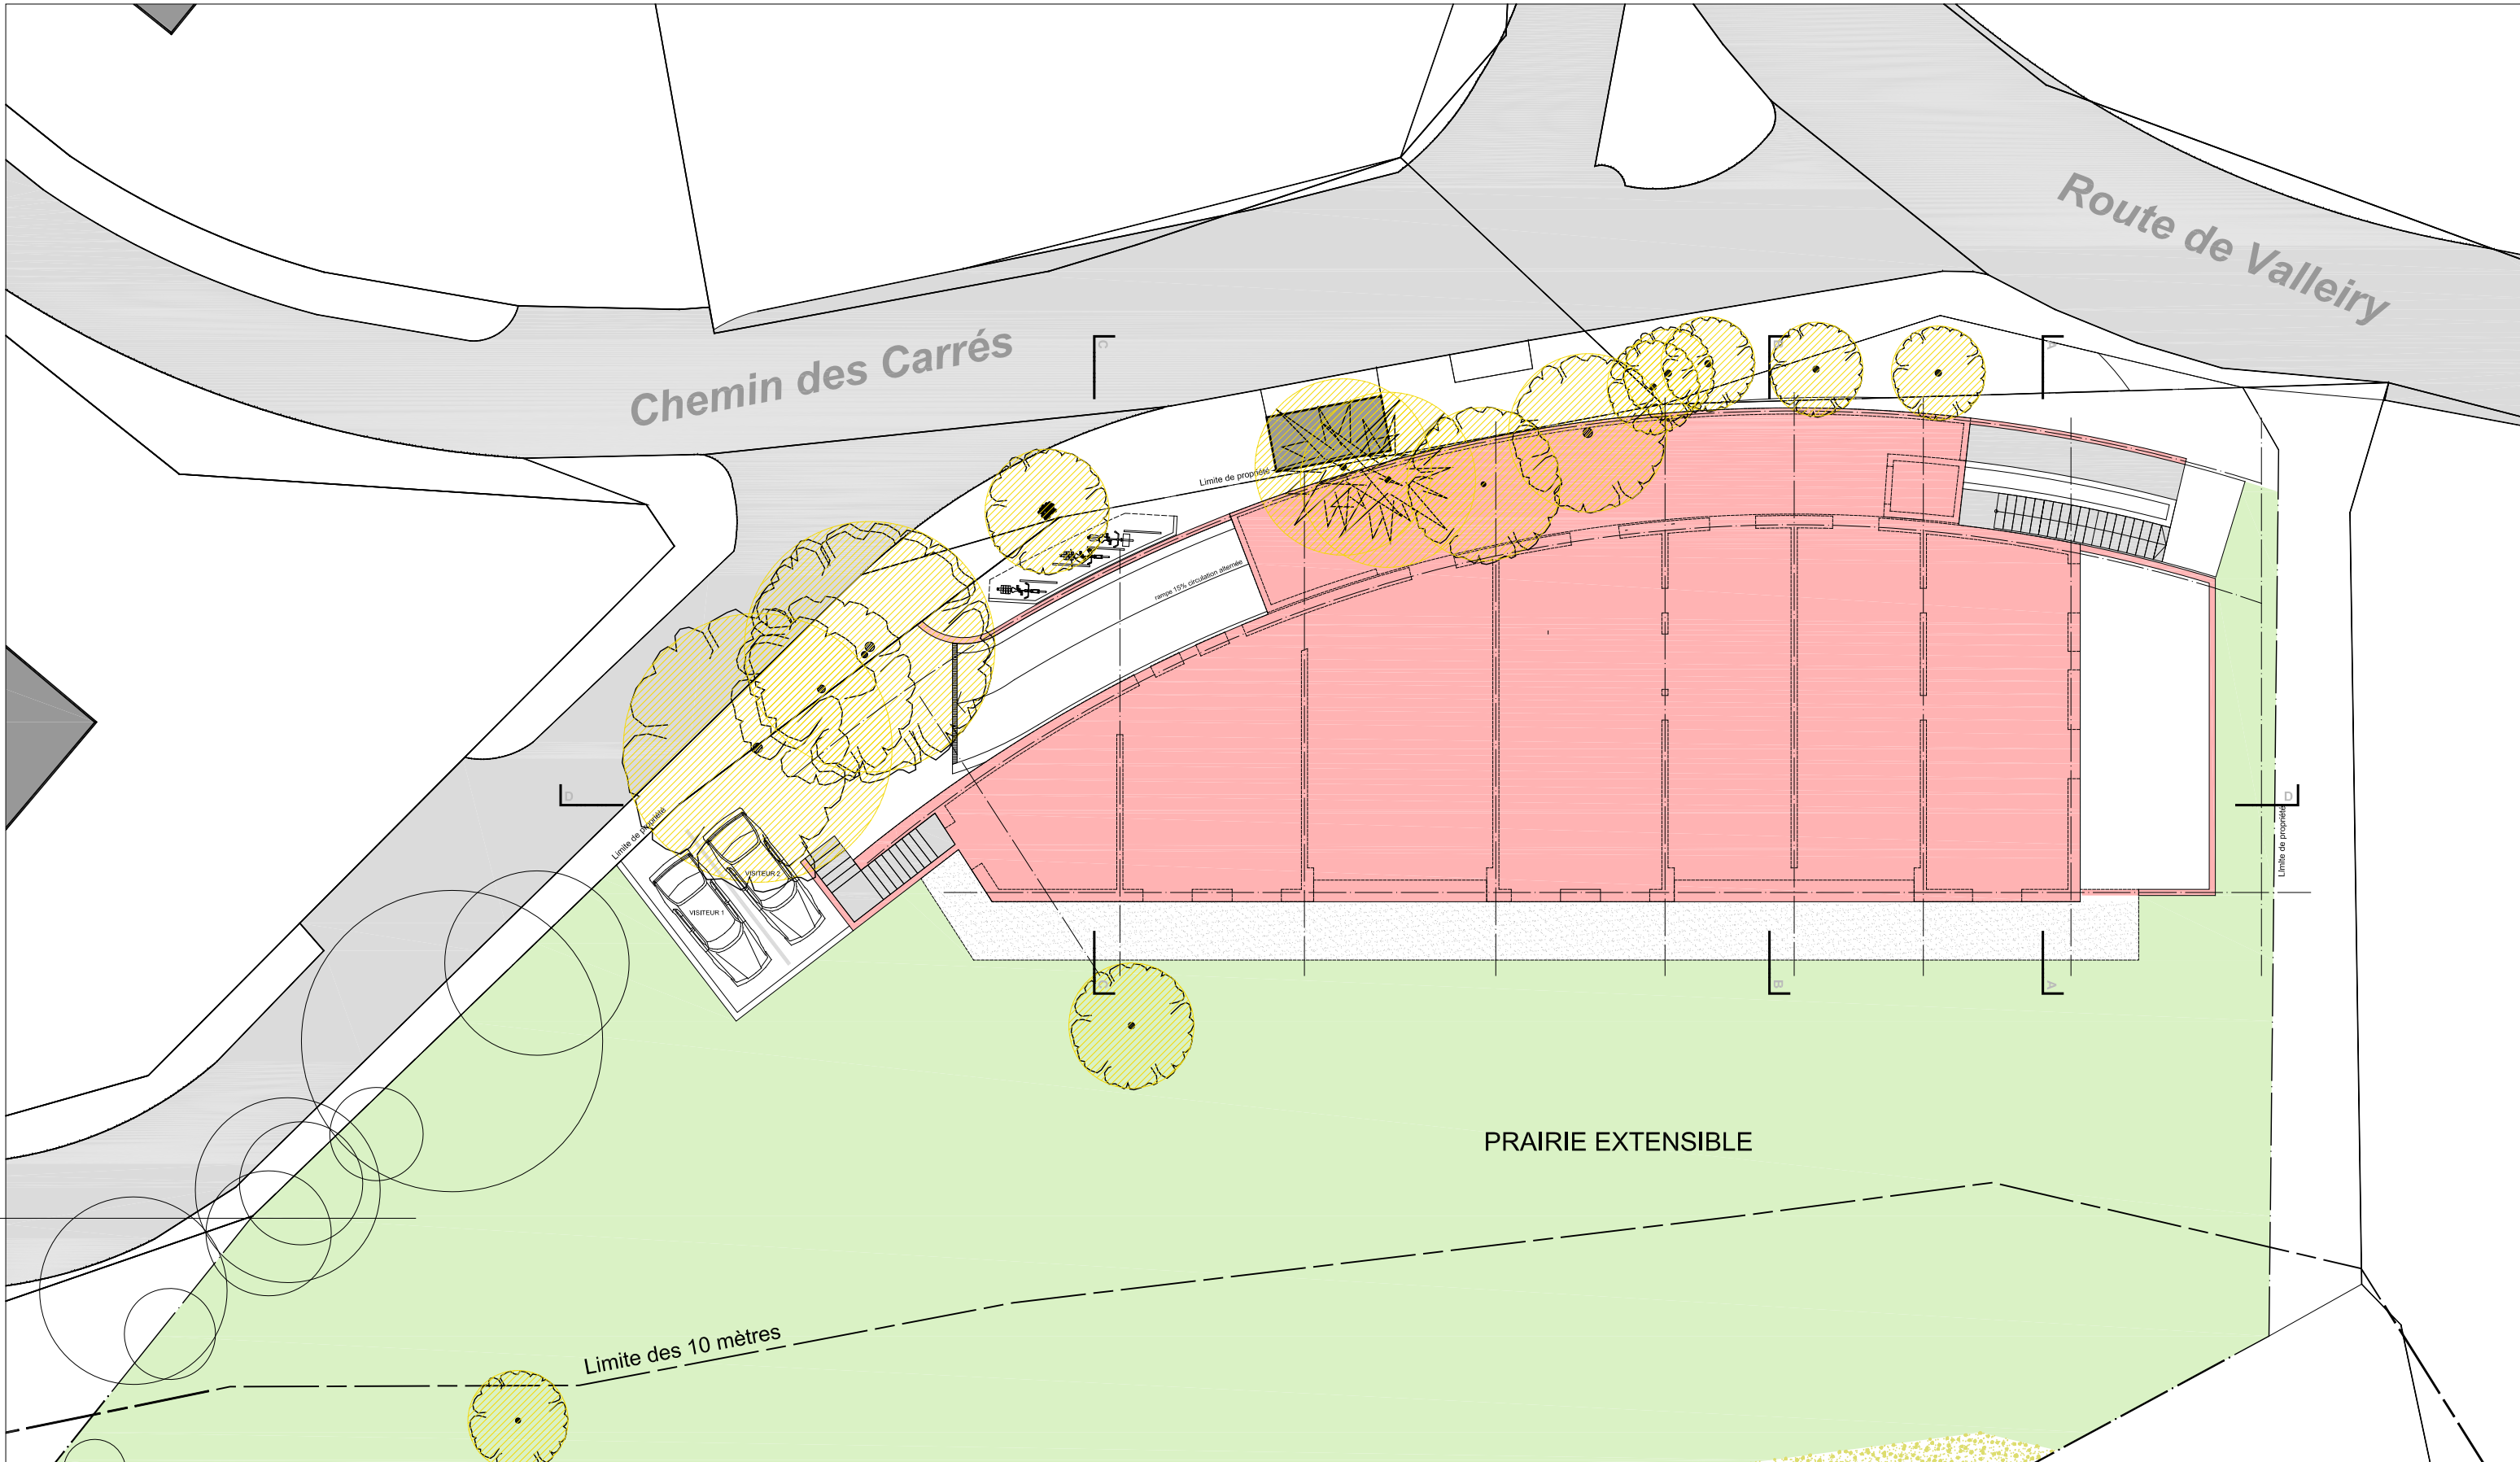 Route de Valleiry
Chemin des Carrés
C
B
A
Limite de propriété
rampe 15% circulation alternée
D
D
Limite de propriété
Limite de propriété
VISITEUR 2
VISITEUR 1
C
B
A
PRAIRIE EXTENSIBLE
Limite des 10 mètres